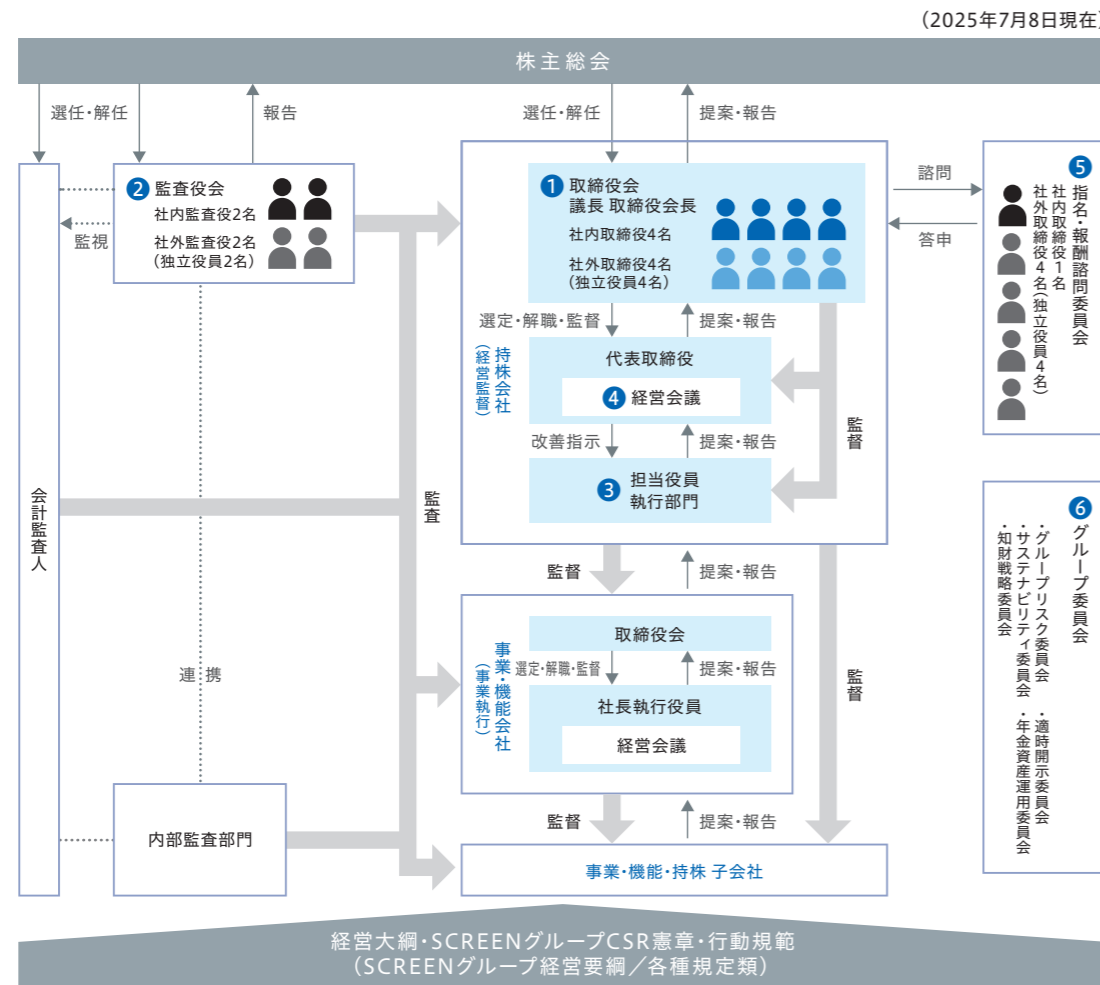 （2025年7月8日現在）
株主総会
選任・解任
報告
選任・解任
提案・報告
❷ 監査役会
社内監査役2名
社外監査役2名
（独立役員2名）
監視
❶ 取締役会
議長 取締役会長
社内取締役4名
社外取締役4名
（独立役員4名）
諮問
答申
❺
指名・報酬諮問委員会
社内取締役1名
社外取締役4名（独立役員4名）
選定・解職・監督
提案・報告
持株会社
（経営監督）
代表取締役
❹ 経営会議
改善指示
提案・報告
❸ 担当役員
執行部門
監督
会計監査人
監査
❻
グループ委員会
・グループリスク委員会
・サステナビリティ委員会
・知財戦略委員会
・適時開示委員会
・年金資産運用委員会
監督
提案・報告
事業・機能会社
（事業執行）
取締役会
選定・解職・監督
提案・報告
社長執行役員
経営会議
監督
連携
内部監査部門
監督
提案・報告
事業・機能・持株 子会社
経営大綱・SCREENグループCSR憲章・行動規範
（SCREENグループ経営要綱／各種規定類）